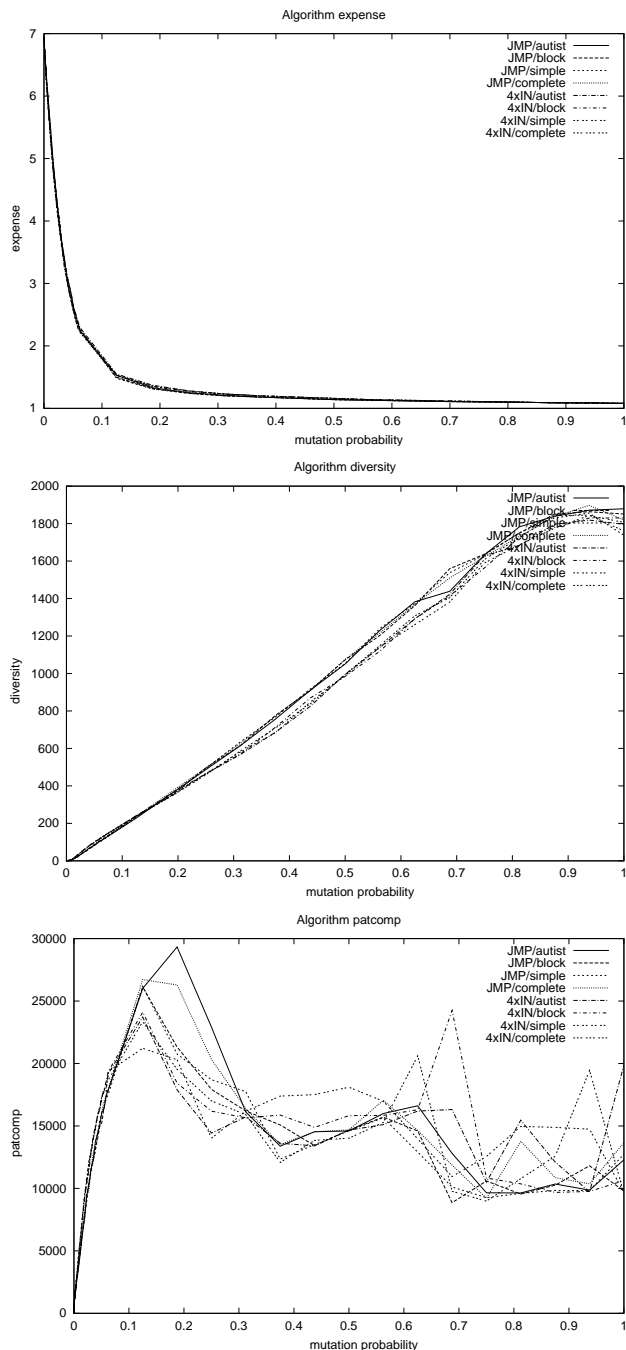 Algorithm expense
7
6
5
4
3
2
1
expense
JMP/autist
JMP/block
JMP/simple
JMP/complete
4xIN/autist
4xIN/block
4xIN/simple
4xIN/complete
0 0.1 0.2 0.3 0.4 0.5 0.6 0.7 0.8 0.9 1
mutation probability
Algorithm diversity
2000
1800
1600
1400
1200
1000
800
600
400
200
0
diversity
JMP/autist
JMP/block
JMP/simple
JMP/complete
4xIN/autist
4xIN/block
4xIN/simple
4xIN/complete
0 0.1 0.2 0.3 0.4 0.5 0.6 0.7 0.8 0.9 1
mutation probability
Algorithm patcomp
30000
25000
20000
15000
10000
5000
0
patcomp
JMP/autist
JMP/block
JMP/simple
JMP/complete
4xIN/autist
4xIN/block
4xIN/simple
4xIN/complete
0 0.1 0.2 0.3 0.4 0.5 0.6 0.7 0.8 0.9 1
mutation probability